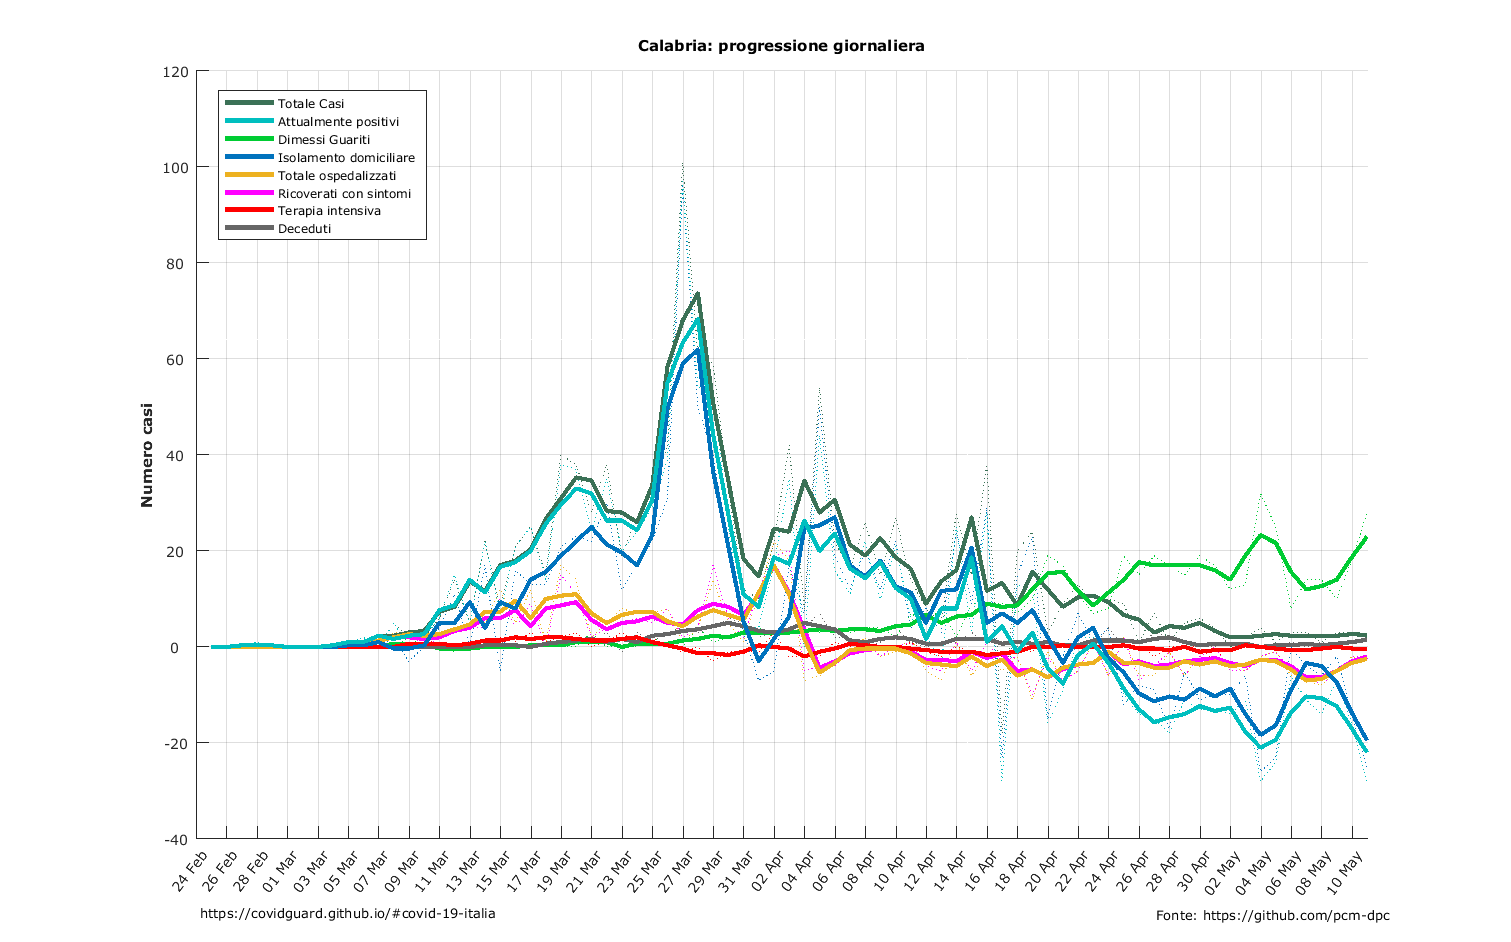 Calabria: progressione giornaliera
120
100
80
60
40
20
0
-20
-40
Numero casi
Totale Casi
Attualmente positivi
Dimessi Guariti
Isolamento domiciliare
Totale ospedalizzati
Ricoverati con sintomi
Terapia intensiva
Deceduti
24 Feb
26 Feb
28 Feb
01 Mar
03 Mar
05 Mar
07 Mar
09 Mar
11 Mar
13 Mar
15 Mar
17 Mar
19 Mar
21 Mar
23 Mar
25 Mar
27 Mar
29 Mar
31 Mar
02 Apr
04 Apr
06 Apr
08 Apr
10 Apr
12 Apr
14 Apr
16 Apr
18 Apr
20 Apr
22 Apr
24 Apr
26 Apr
28 Apr
30 Apr
02 May
04 May
06 May
08 May
10 May
https://covidguard.github.io/#covid-19-italia
Fonte: https://github.com/pcm-dpc